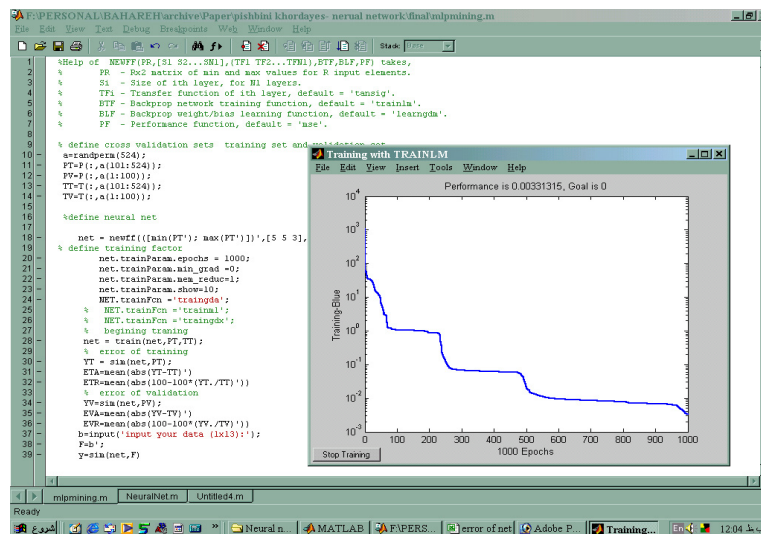 F:\PERSONAL\BAHAREH\archive\Paper\pishbini khordayes- nerual network\final\mlpmining.m
File Edit View Text Debug Breakpoints Web Window Help
Stack: Base
1 %Help of NEWFF(PR,[S1 S2...SN1],{TF1 TF2...TFN1},BTF,BLF,PF) takes,
2 % PR - Rx2 matrix of min and max values for R input elements.
3 % Si - Size of ith layer, for N1 layers.
4 % TFi - Transfer function of ith layer, default = 'tansig'.
5 % BTF - Backprop network training function, default = 'trainlm'.
6 % BLF - Backprop weight/bias learning function, default = 'learngdm'.
7 % PF - Performance function, default = 'mse'.
8
9 % define cross validation sets training set and validation set
10 - a=randperm(524);
11 - PT=P(:,a(101:524));
12 - PV=P(:,a(1:100));
13 - TT=T(:,a(101:524));
14 - TV=T(:,a(1:100));
15
16 %define neural net
17
18 - net = newff(([min(PT'); max(PT')])',[5 5 3],
19 % define training factor
20 - net.trainParam.epochs = 1000;
21 - net.trainParam.min_grad =0;
22 - net.trainParam.mem_reduc=1;
23 - net.trainParam.show=10;
24 - NET.trainFcn ='traingda';
25 % NET.trainFcn ='trainml';
26 % NET.trainFcn ='traingdx';
27 % begining traning
28 - net = train(net,PT,TT);
29 % error of training
30 - YT = sim(net,PT);
31 - ETA=mean(abs(YT-TT)')
32 - ETR=mean(abs(100-100*(YT./TT)'))
33 % error of validation
34 - YV=sim(net,PV);
35 - EVA=mean(abs(YV-TV)')
36 - EVR=mean(abs(100-100*(YV./TV)'))
37 - b=input('input your data (1x13):');
38 - F=b';
39 - y=sim(net,F)
Training with TRAINLM
File Edit View Insert Tools Window Help
Performance is 0.00331315, Goal is 0
10^4
10^3
10^2
10^1
10^0
10^-1
10^-2
10^-3
Training-Blue
0 100 200 300 400 500 600 700 800 900 1000
1000 Epochs
Stop Training
mlpmining.m NeuralNet.m Untitled4.m
Ready
شروع Neural n... MATLAB F:\PERS... error of net Adobe P... Training... En 12:04